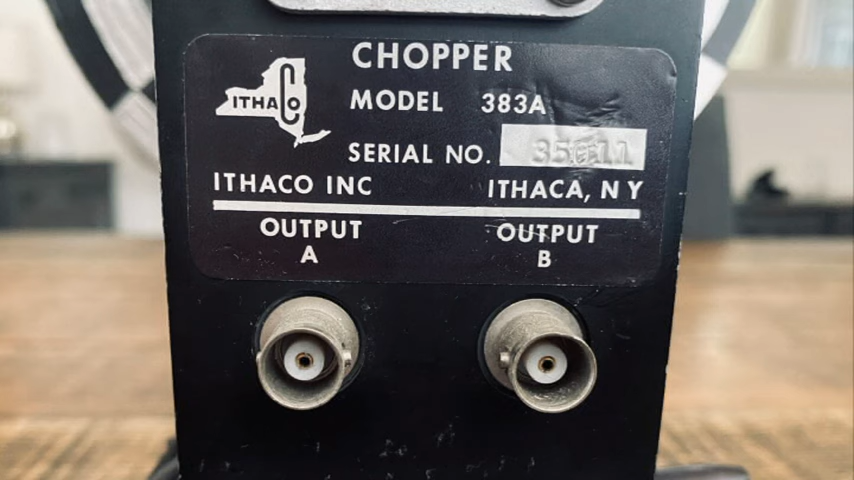 CHOPPER
ITHACO
MODEL 383A
SERIAL NO.
ITHACO INC ITHACA, N Y
OUTPUT A
OUTPUT B